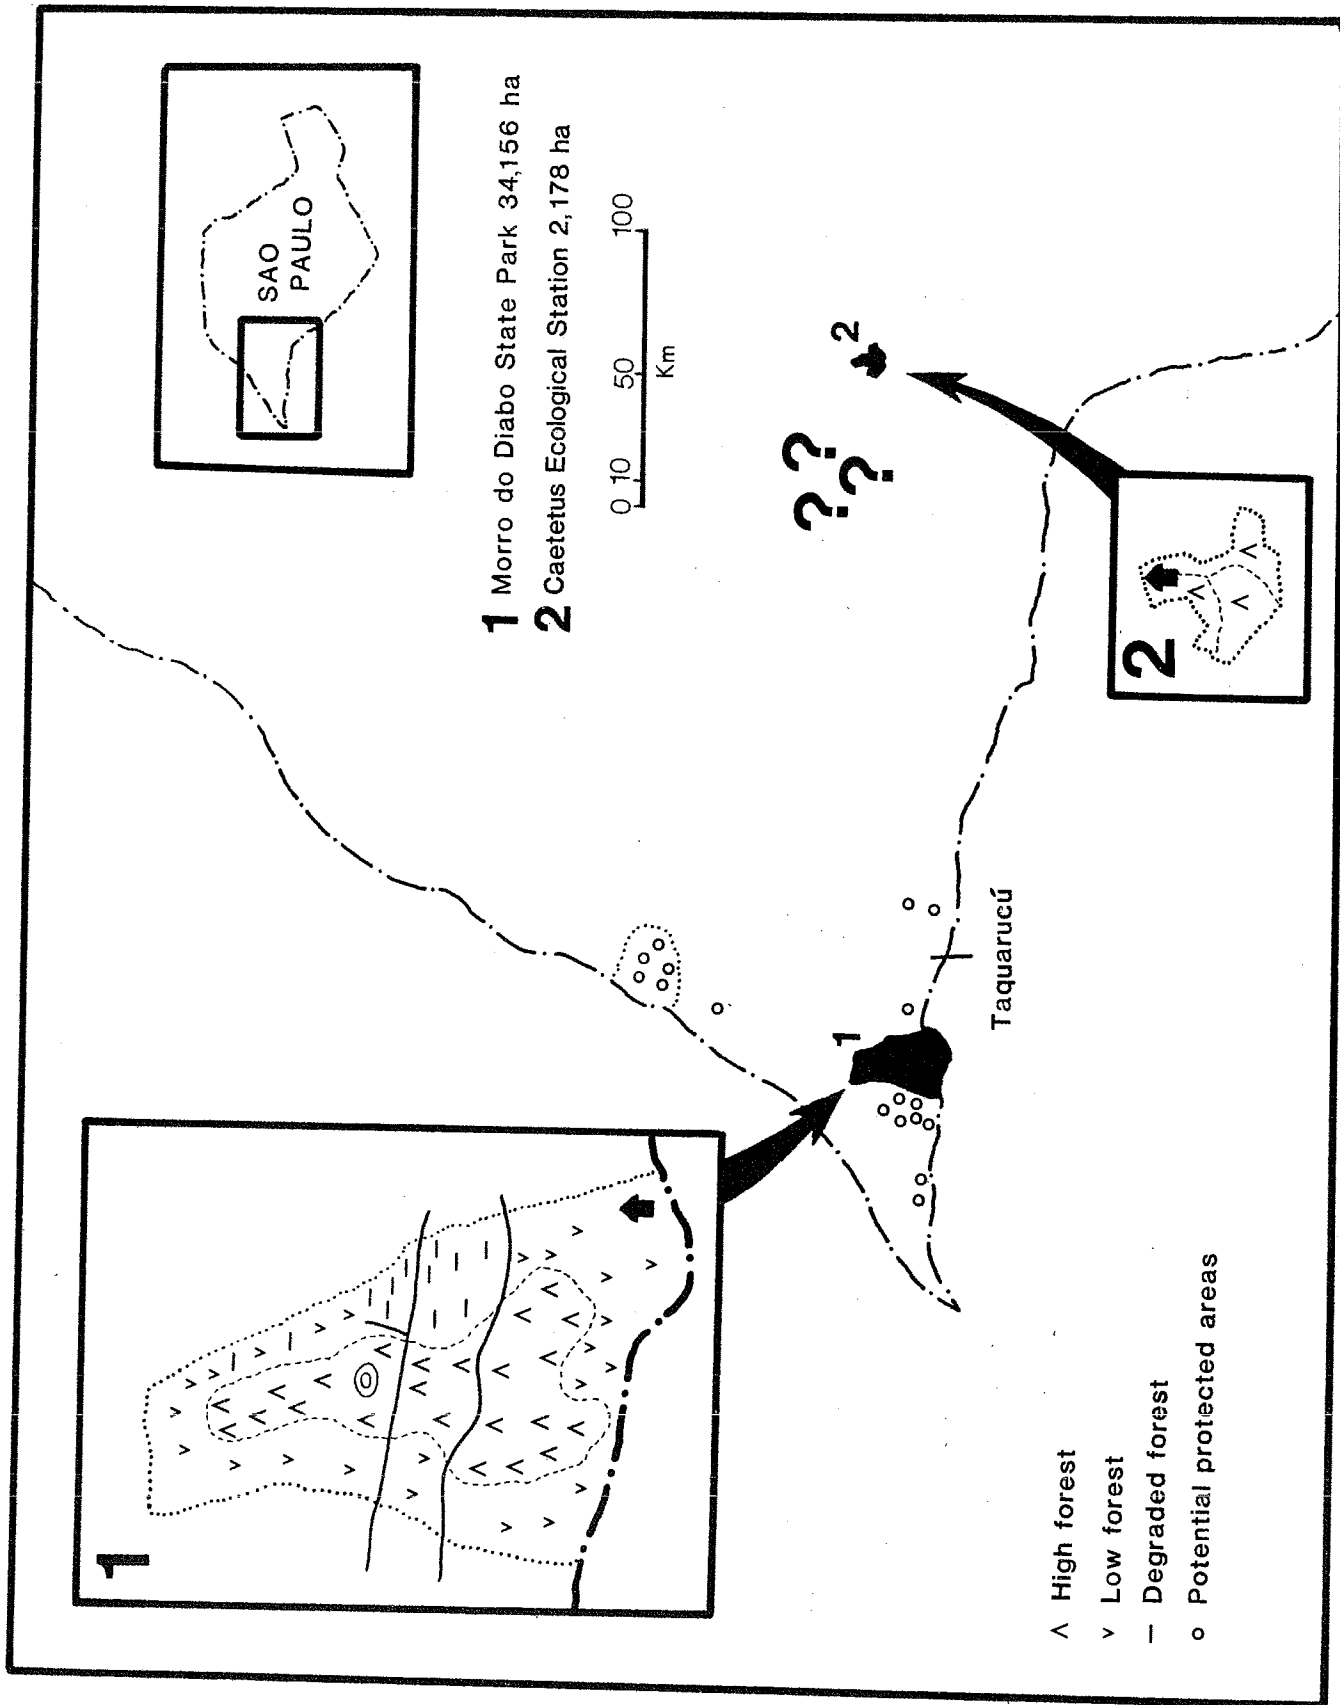 SAO
PAULO
1 Morro do Diabo State Park 34,156 ha
2 Caetetus Ecological Station 2,178 ha
0 10 50 100
Km
1
1
2
? ? ?
2
Taquarucú
^ High forest
v Low forest
— Degraded forest
o Potential protected areas